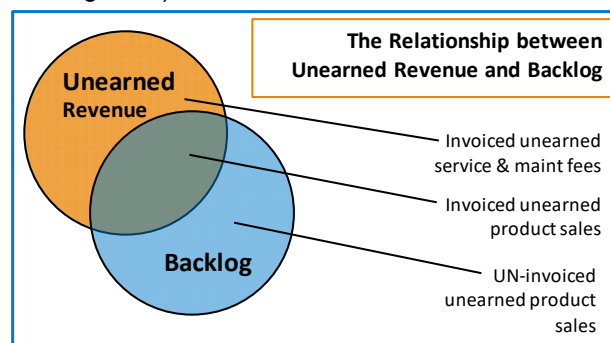 The Relationship between
Unearned Revenue and Backlog
Unearned
Revenue
Invoiced unearned
service & maint fees
Invoiced unearned
product sales
Backlog
UN-invoiced
unearned product
sales